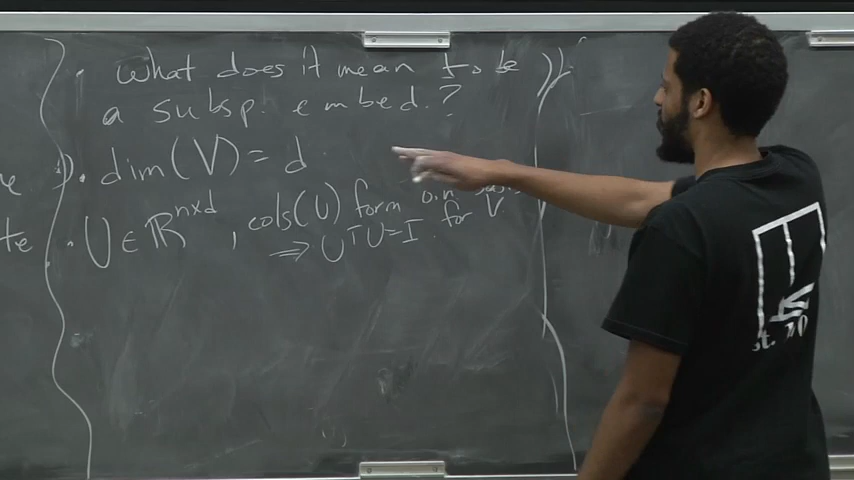 • What does it mean to be
a subsp. embed.?
• dim(V) = d
• U ∈ ℝ^{n×d}, cols(U) form o.n. basis for V
⟹ UᵀU = I.